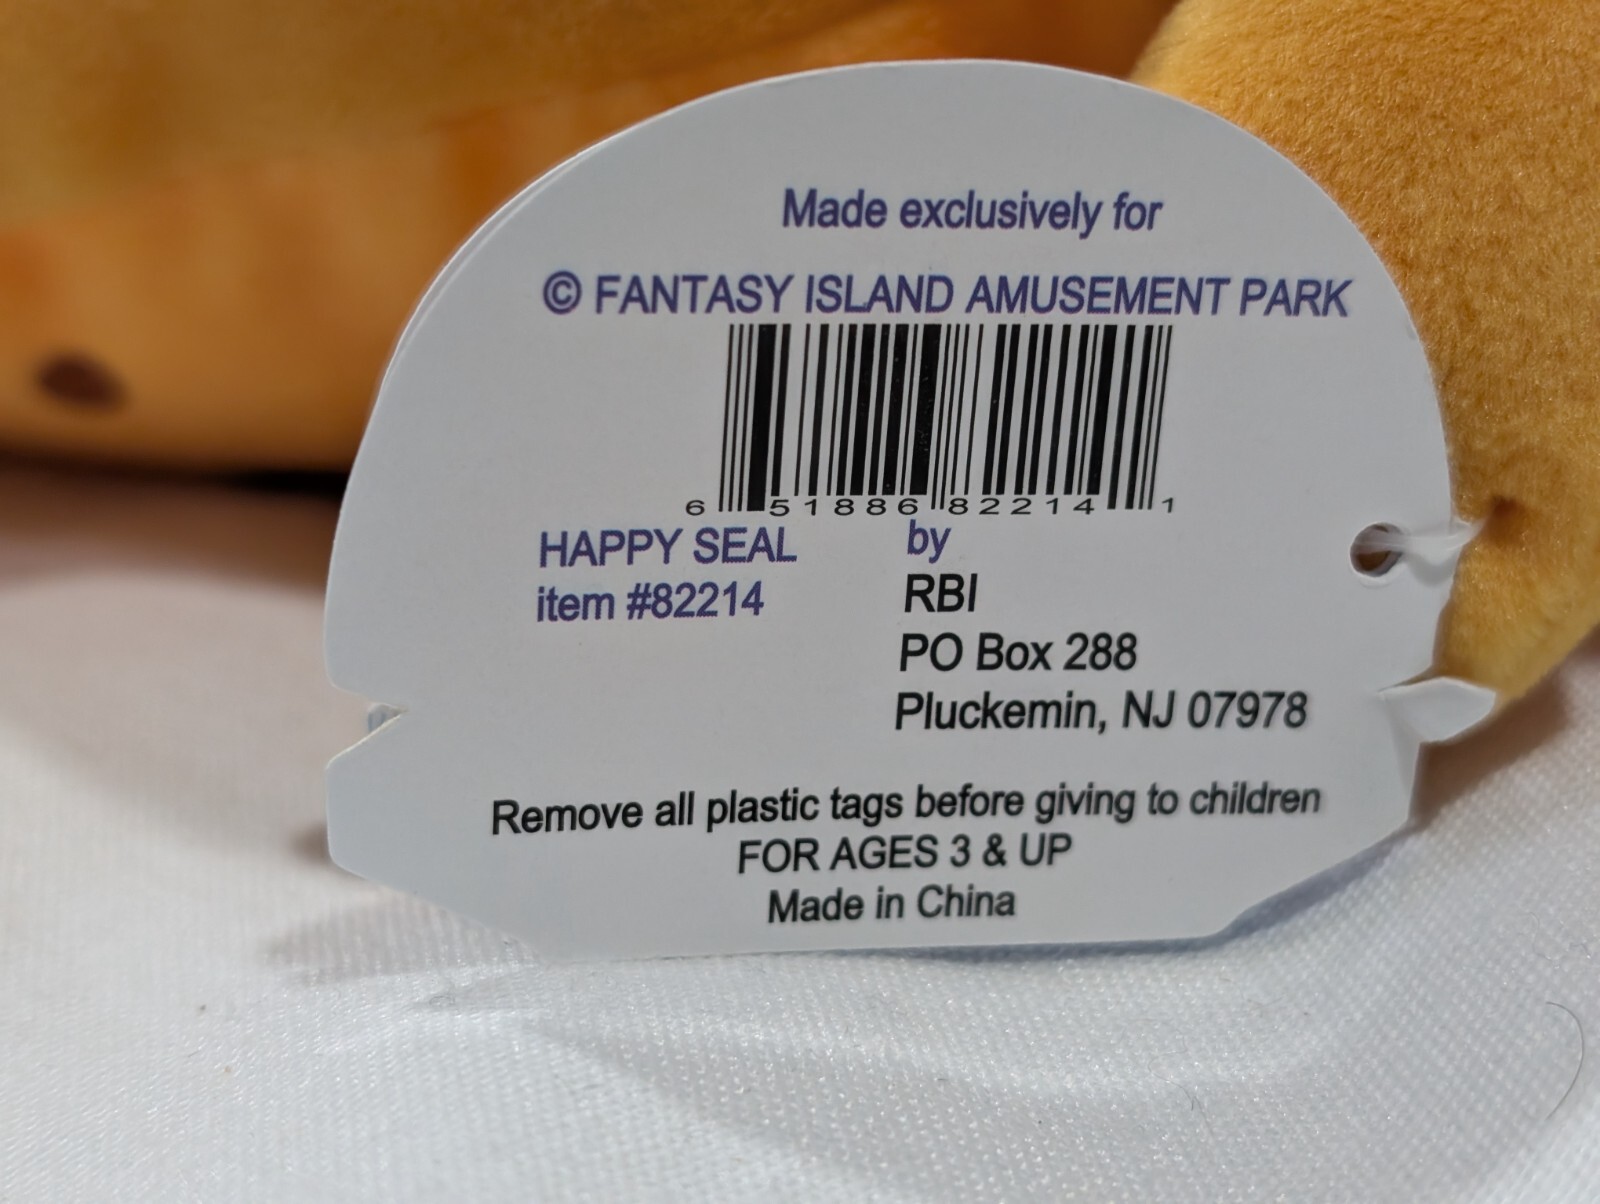 Made exclusively for
© FANTASY ISLAND AMUSEMENT PARK
6 51886 82214 1
HAPPY SEAL
item #82214
by
RBI
PO Box 288
Pluckemin, NJ 07978
Remove all plastic tags before giving to children
FOR AGES 3 & UP
Made in China